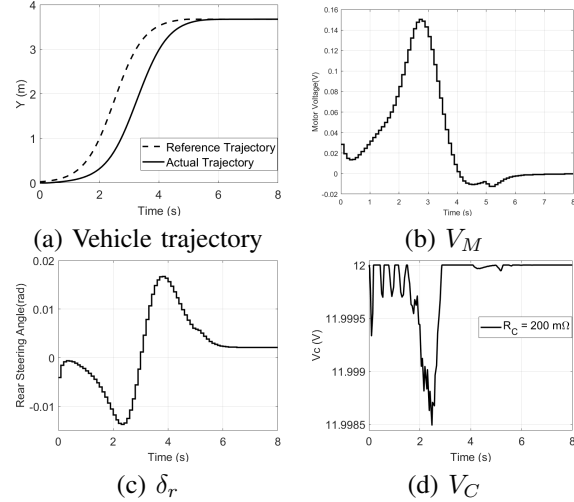 4
3
2
1
0
Y (m)
0 2 4 6 8
Time (s)
Reference Trajectory
Actual Trajectory
(a) Vehicle trajectory
0.16
0.14
0.12
0.1
0.08
0.06
0.04
0.02
0
-0.02
Motor Voltage(V)
0 1 2 3 4 5 6 7 8
Time (s)
(b) V_M
0.02
0.01
0
-0.01
Rear Steering Angle(rad)
0 2 4 6 8
Time (s)
(c) δ_r
12
11.9995
11.999
11.9985
Vc (V)
R_C = 200 mΩ
0 2 4 6 8
Time (s)
(d) V_C